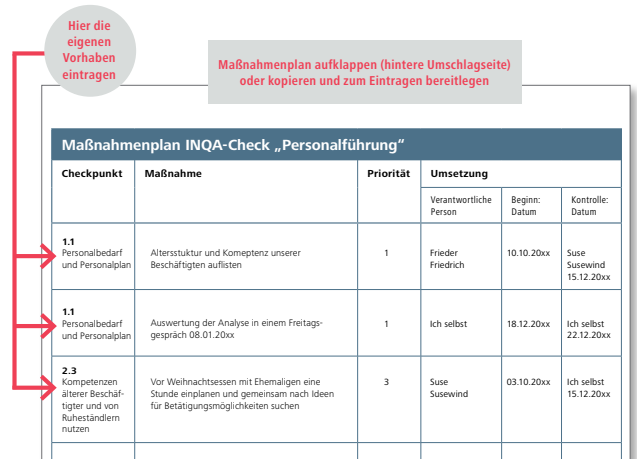 Hier die
eigenen
Vorhaben
eintragen
Maßnahmenplan aufklappen (hintere Umschlagseite)
oder kopieren und zum Eintragen bereitlegen
Maßnahmenplan INQA-Check „Personalführung“
Checkpunkt Maßnahme Priorität Umsetzung
Verantwortliche Beginn: Kontrolle:
Person Datum Datum
1.1
Personalbedarf Altersstuktur und Komeptenz unserer 1 Frieder 10.10.20xx Suse
und Personalplan Beschäftigten auflisten Friedrich Susewind
15.12.20xx
1.1
Personalbedarf Auswertung der Analyse in einem Freitags- 1 Ich selbst 18.12.20xx Ich selbst
und Personalplan gespräch 08.01.20xx 22.12.20xx
2.3
Kompetenzen Vor Weihnachtsessen mit Ehemaligen eine 3 Suse 03.10.20xx Ich selbst
älterer Beschäf- Stunde einplanen und gemeinsam nach Ideen Susewind 15.12.20xx
tigter und von für Betätigungsmöglichkeiten suchen
Ruheständlern
nutzen